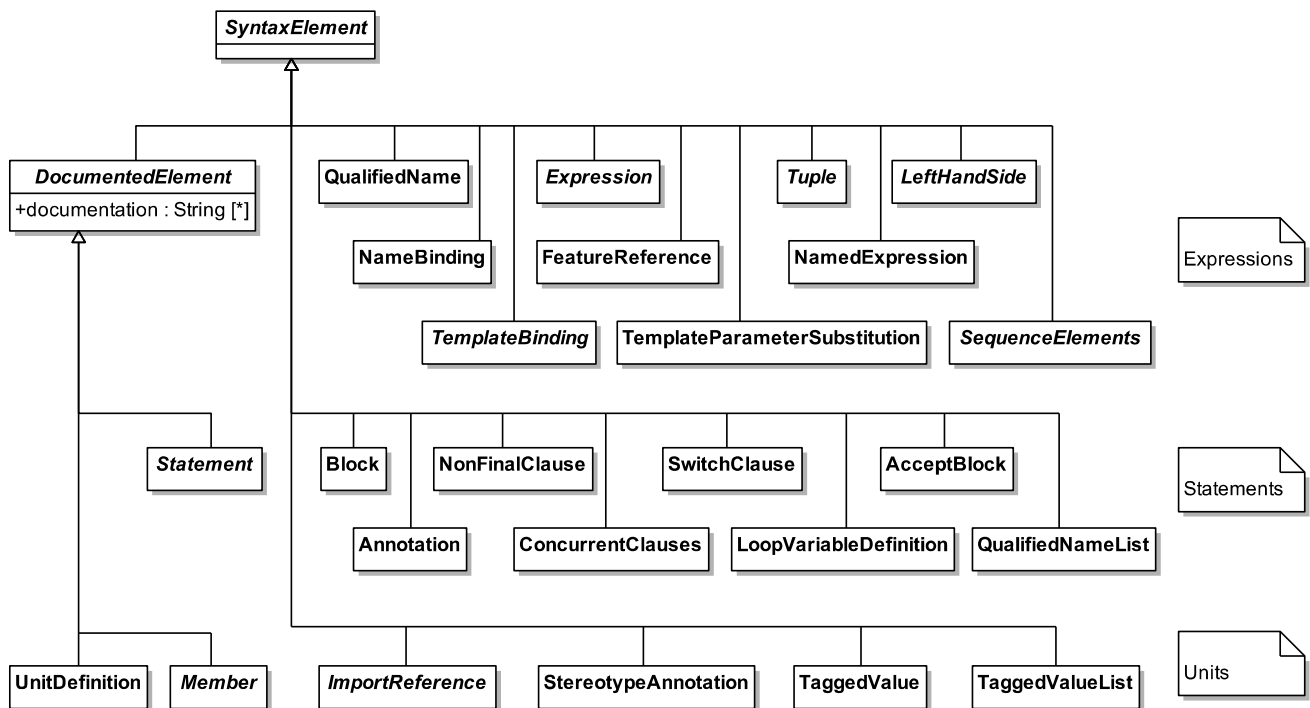 SyntaxElement
DocumentedElement
+documentation : String [*]
QualifiedName
Expression
Tuple
LeftHandSide
NameBinding
FeatureReference
NamedExpression
Expressions
TemplateBinding
TemplateParameterSubstitution
SequenceElements
Statement
Block
NonFinalClause
SwitchClause
AcceptBlock
Statements
Annotation
ConcurrentClauses
LoopVariableDefinition
QualifiedNameList
UnitDefinition
Member
ImportReference
StereotypeAnnotation
TaggedValue
TaggedValueList
Units